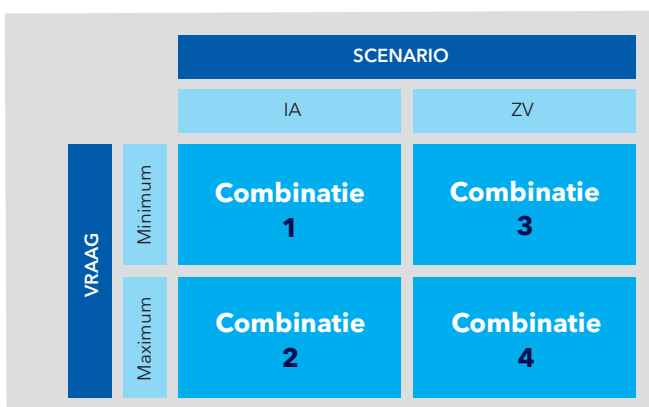 SCENARIO
IA
ZV
VRAAG
Minimum
Combinatie
1
Combinatie
3
Maximum
Combinatie
2
Combinatie
4